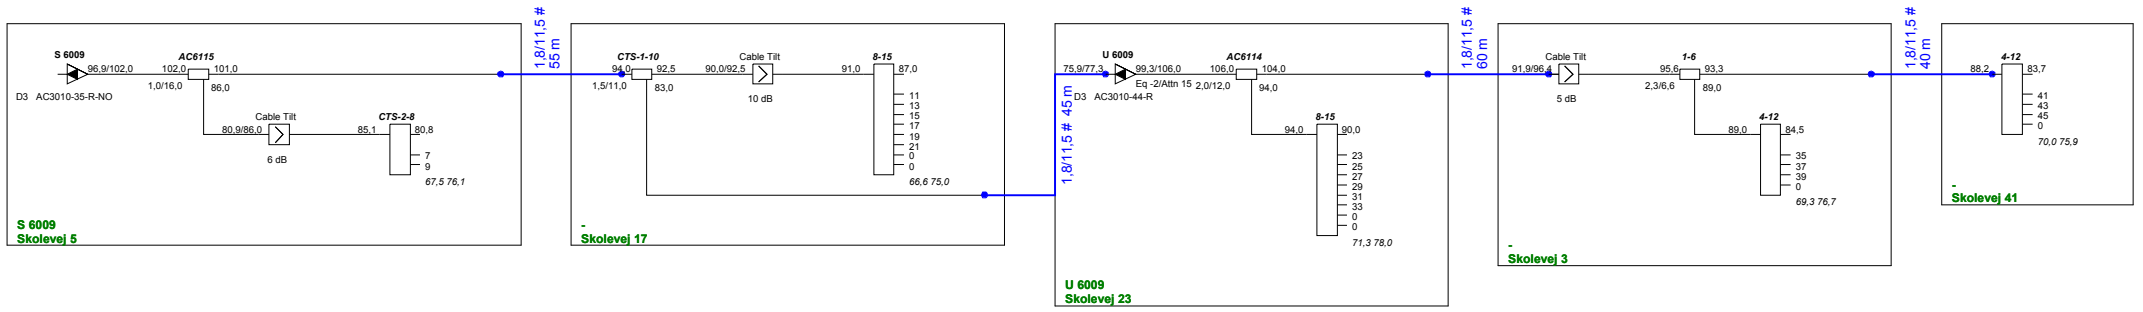 S 6009
96,9/102,0
D3 AC3010-35-R-NO
AC6115
102,0
101,0
1,0/16,0
86,0
Cable Tilt
80,9/86,0
6 dB
85,1
CTS-2-8
80,8
7
9
67,5 76,1
S 6009
Skolevej 5
1,8/11,5 #
55 m
CTS-1-10
94,0
92,5
1,5/11,0
83,0
Cable Tilt
90,0/92,5
10 dB
91,0
8-15
87,0
11
13
15
17
19
21
0
0
66,6 75,0
-
Skolevej 17
1,8/11,5 # 45 m
U 6009
75,9/77,3
99,3/106,0
Eq -2/Attn 15
D3 AC3010-44-R
AC6114
106,0
104,0
2,0/12,0
94,0
8-15
94,0
90,0
23
25
27
29
31
33
0
0
71,3 78,0
U 6009
Skolevej 23
1,8/11,5 #
60 m
Cable Tilt
91,9/96,4
5 dB
1-6
95,6
93,3
2,3/6,6
89,0
4-12
89,0
84,5
35
37
39
0
69,3 76,7
-
Skolevej 3
1,8/11,5 #
40 m
4-12
88,2
83,7
41
43
45
0
70,0 75,9
-
Skolevej 41